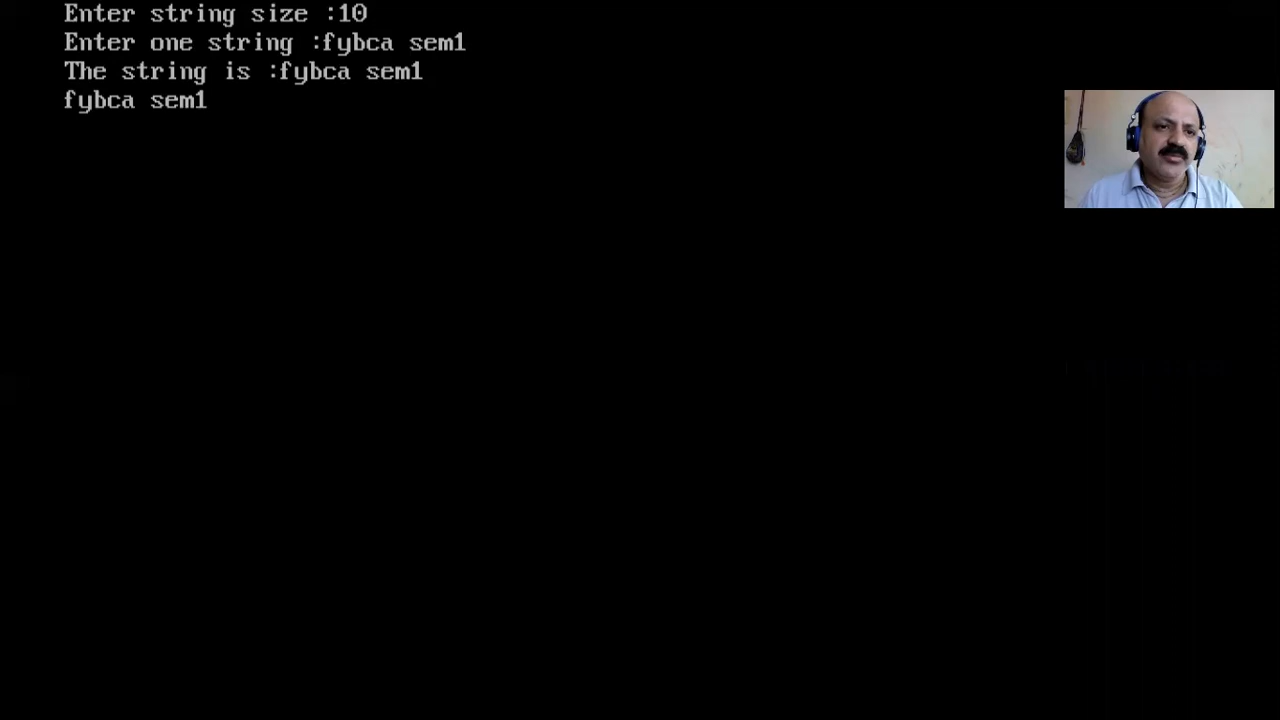 Enter string size :10
Enter one string :fybca sem1
The string is :fybca sem1
fybca sem1